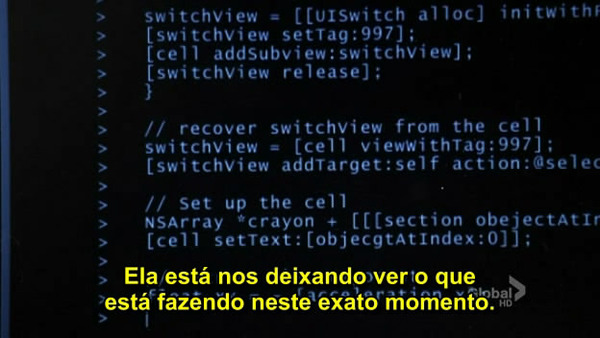 > switchView = [[UISwitch alloc] initWithF
> [switchView setTag:997];
> [cell addSubview:switchView];
> [switchView release];
> }
>
> // recover switchView from the cell
> switchView = [cell viewWithTag:997];
> [switchView addTarget:self action:@selec
>
> // Set up the cell
> NSArray *crayon + [[[section obejectAtIn
> [cell setText:[objecgtAtIndex:0]];
>
Ela está nos deixando ver o que
está fazendo neste exato momento.
Global
HD